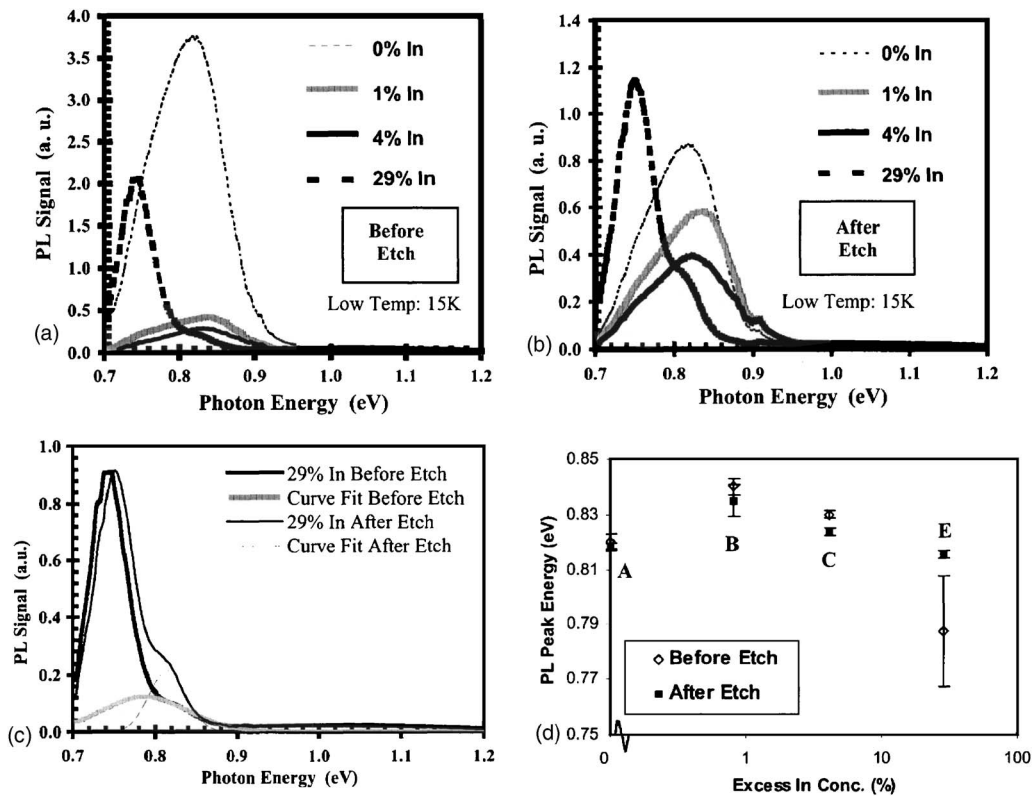 4.0
3.5
3.0
2.5
2.0
1.5
1.0
0.5
0.0
PL Signal (a. u.)
0% In
1% In
4% In
29% In
Before
Etch
Low Temp: 15K
(a)
0.7 0.8 0.9 1.0 1.1 1.2
Photon Energy (eV)
1.4
1.2
1.0
0.8
0.6
0.4
0.2
0.0
PL Signal (a. u.)
0% In
1% In
4% In
29% In
After
Etch
Low Temp: 15K
(b)
0.7 0.8 0.9 1.0 1.1 1.2
Photon Energy (eV)
1.0
0.8
0.6
0.4
0.2
0.0
PL Signal (a.u.)
29% In Before Etch
Curve Fit Before Etch
29% In After Etch
Curve Fit After Etch
(c)
0.7 0.8 0.9 1.0 1.1 1.2
Photon Energy (eV)
0.85
0.83
0.81
0.79
0.77
0.75
PL Peak Energy (eV)
A
B
C
E
Before Etch
After Etch
(d)
0 1 10 100
Excess In Conc. (%)